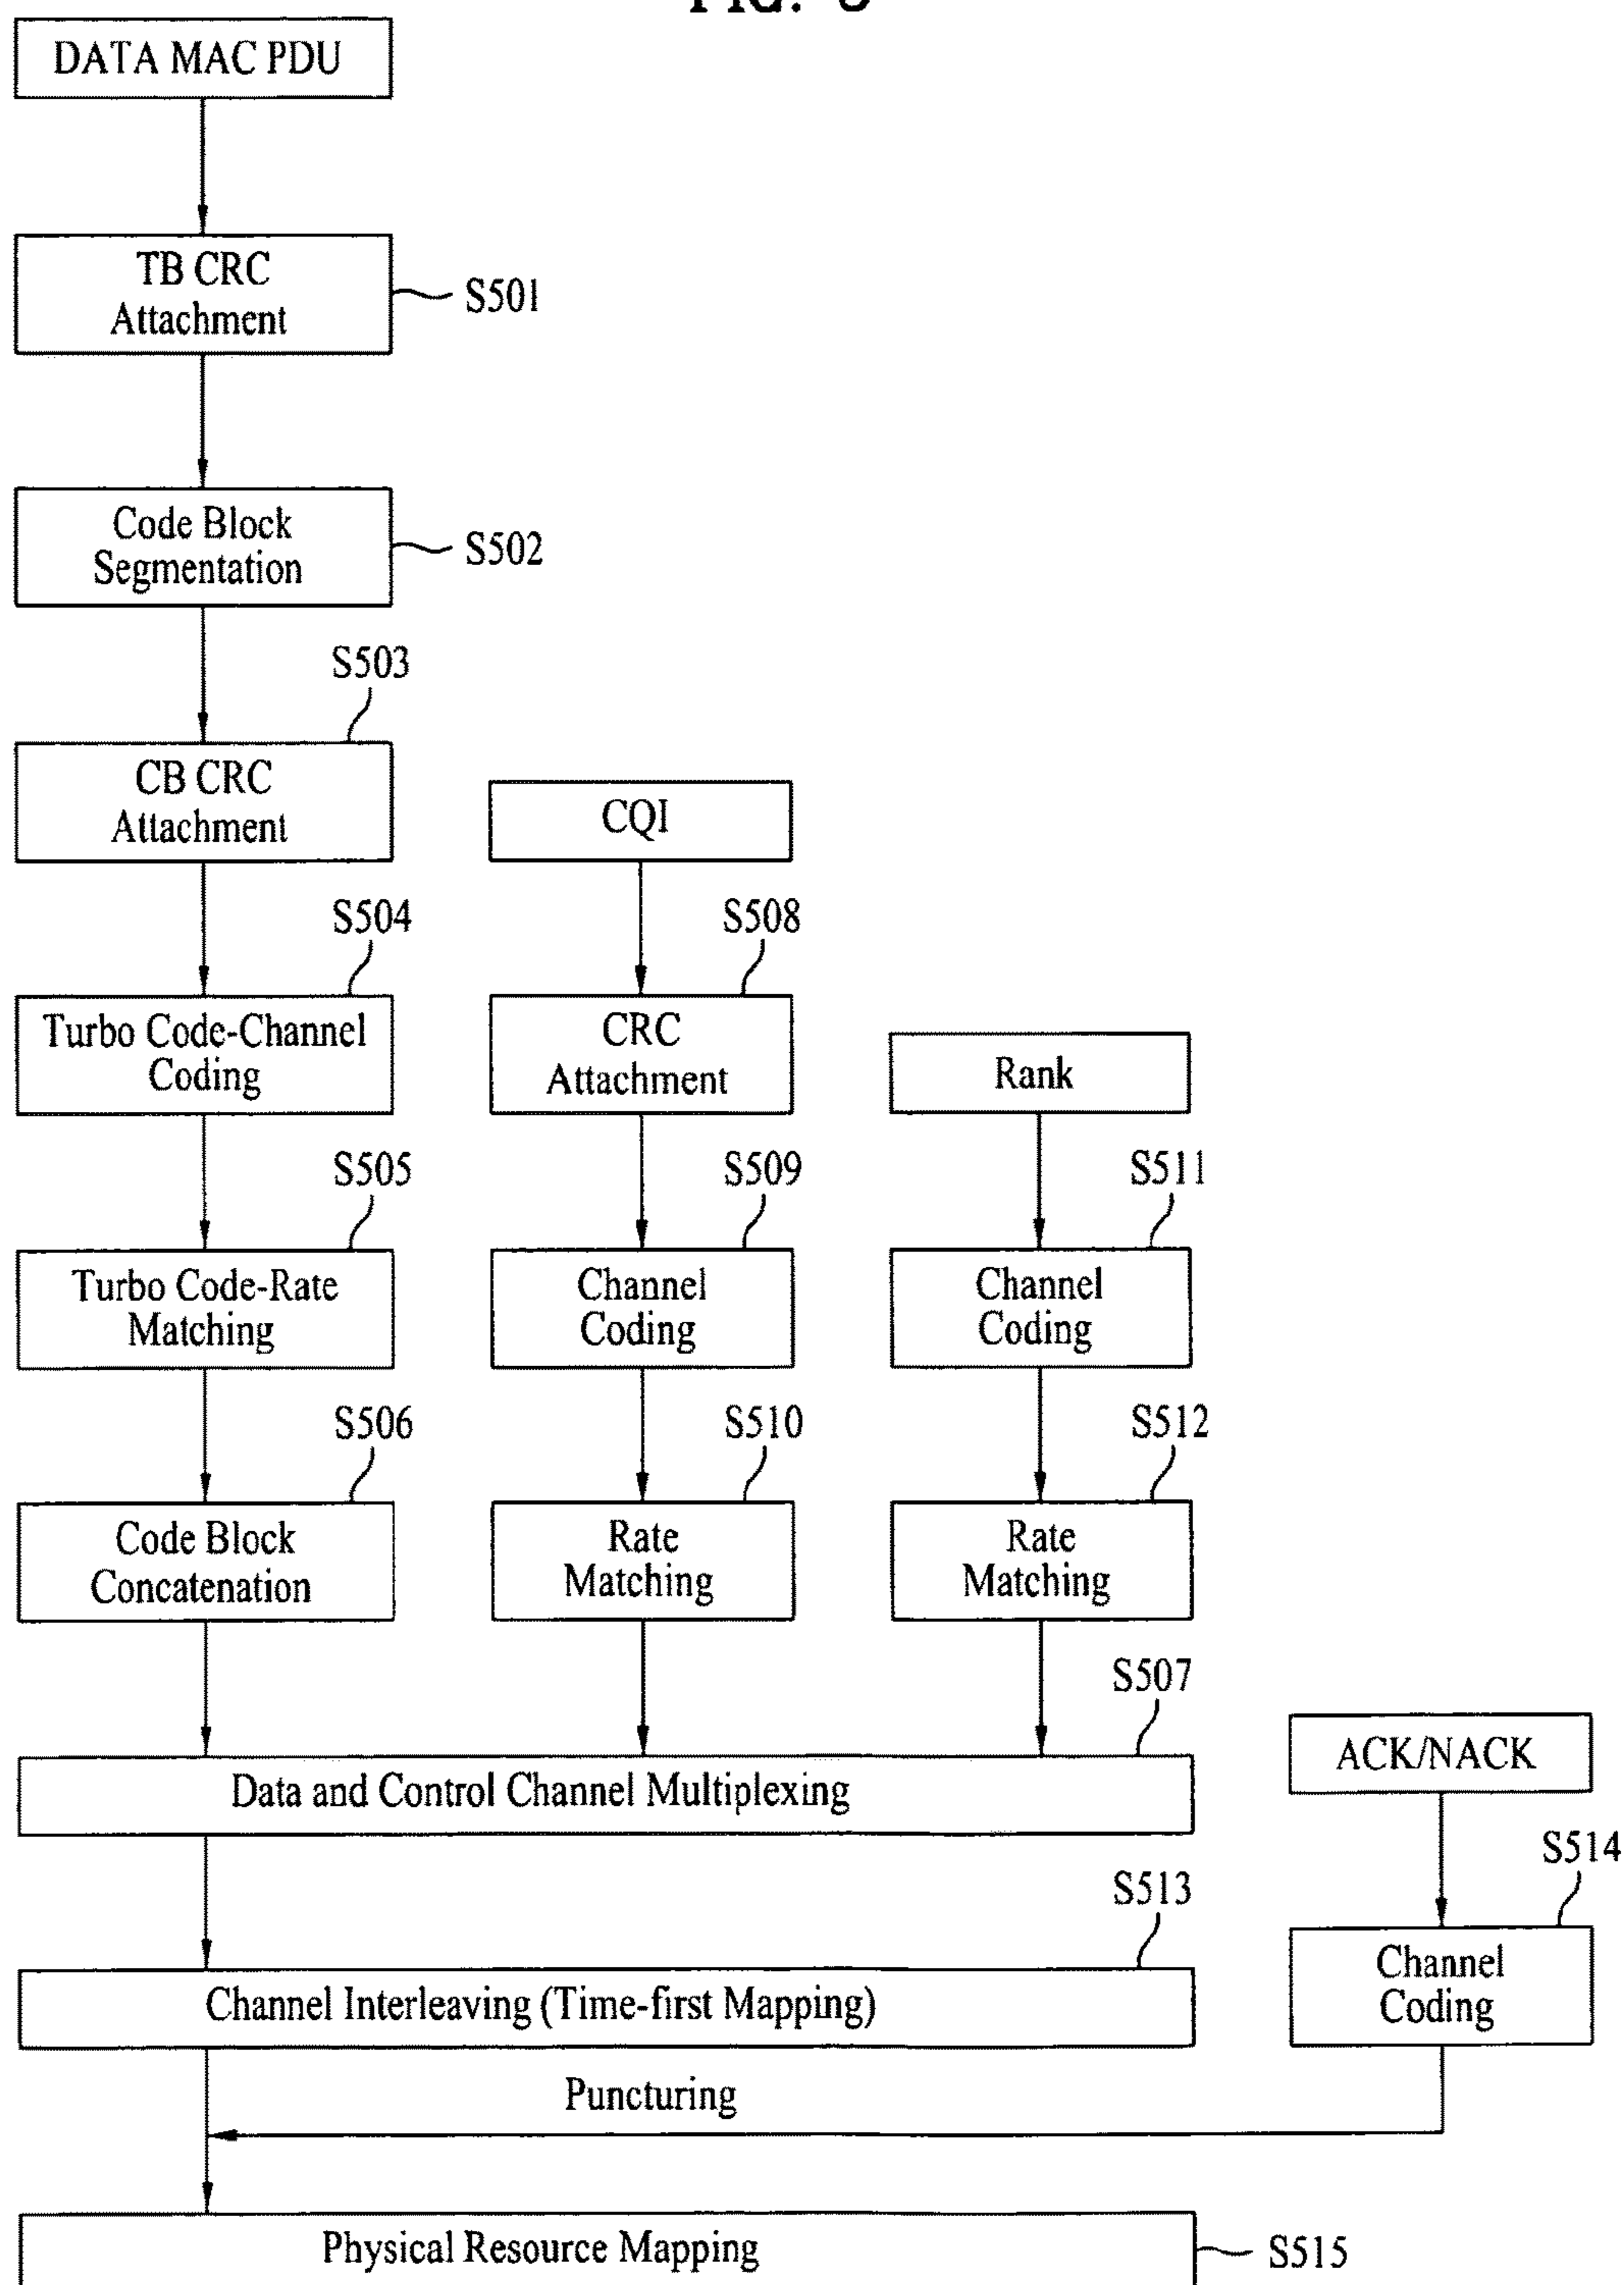 DATA MAC PDU
TB CRC
Attachment
S501
Code Block
Segmentation
S502
S503
CB CRC
Attachment
CQI
S504
S508
Turbo Code-Channel
Coding
CRC
Attachment
Rank
S505
S509
S511
Turbo Code-Rate
Matching
Channel
Coding
Channel
Coding
S506
S510
S512
Code Block
Concatenation
Rate
Matching
Rate
Matching
S507
Data and Control Channel Multiplexing
ACK/NACK
S514
S513
Channel Interleaving (Time-first Mapping)
Channel
Coding
Puncturing
Physical Resource Mapping
S515